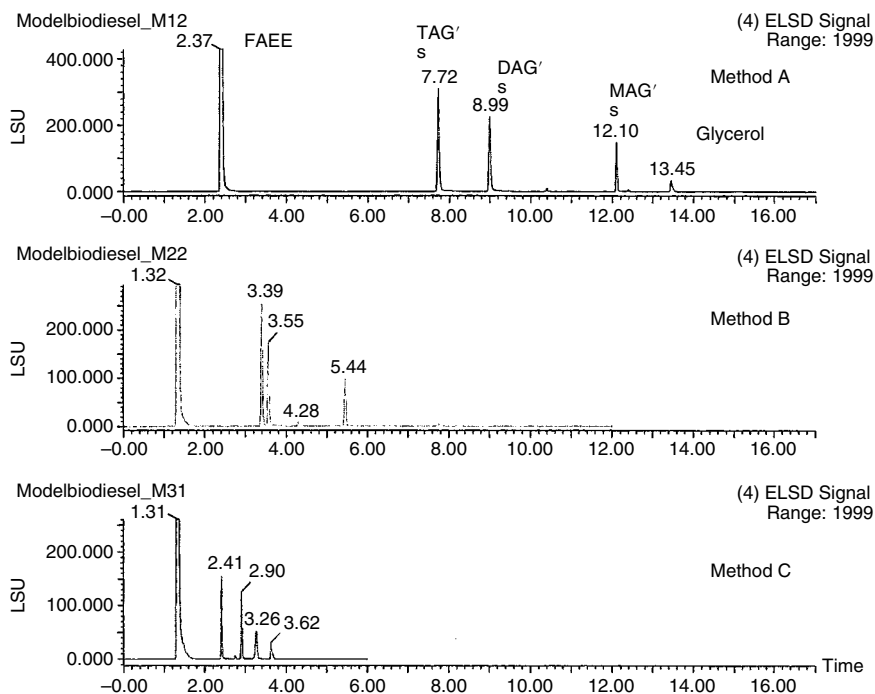 Modelbiodesel_M12
(4) ELSD Signal
Range: 1999
2.37
FAEE
TAG′
s
7.72
DAG′
s
8.99
MAG′
s
12.10
Method A
Glycerol
13.45
LSU
400.000
200.000
0.000
−0.00 2.00 4.00 6.00 8.00 10.00 12.00 14.00 16.00
Modelbiodesel_M22
(4) ELSD Signal
Range: 1999
1.32
3.39
3.55
4.28
5.44
Method B
LSU
200.000
100.000
0.000
−0.00 2.00 4.00 6.00 8.00 10.00 12.00 14.00 16.00
Modelbiodesel_M31
(4) ELSD Signal
Range: 1999
1.31
2.41
2.90
3.26
3.62
Method C
LSU
200.000
100.000
0.000
Time
−0.00 2.00 4.00 6.00 8.00 10.00 12.00 14.00 16.00